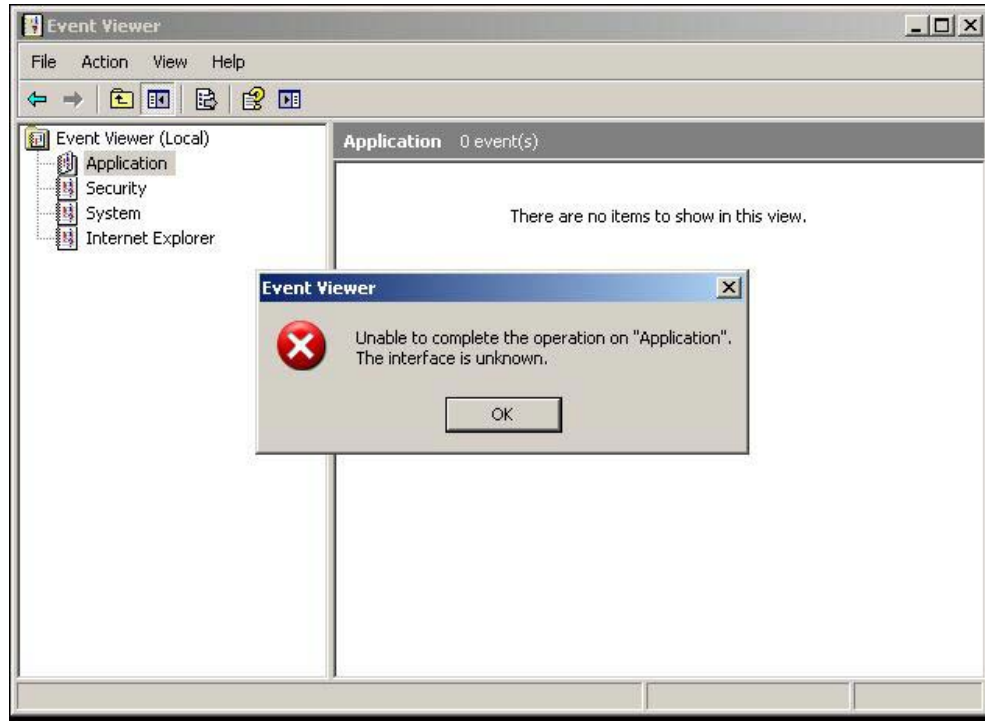 Event Viewer
File Action View Help
Event Viewer (Local)
Application
Security
System
Internet Explorer
Application 0 event(s)
There are no items to show in this view.
Event Viewer
Unable to complete the operation on "Application".
The interface is unknown.
OK